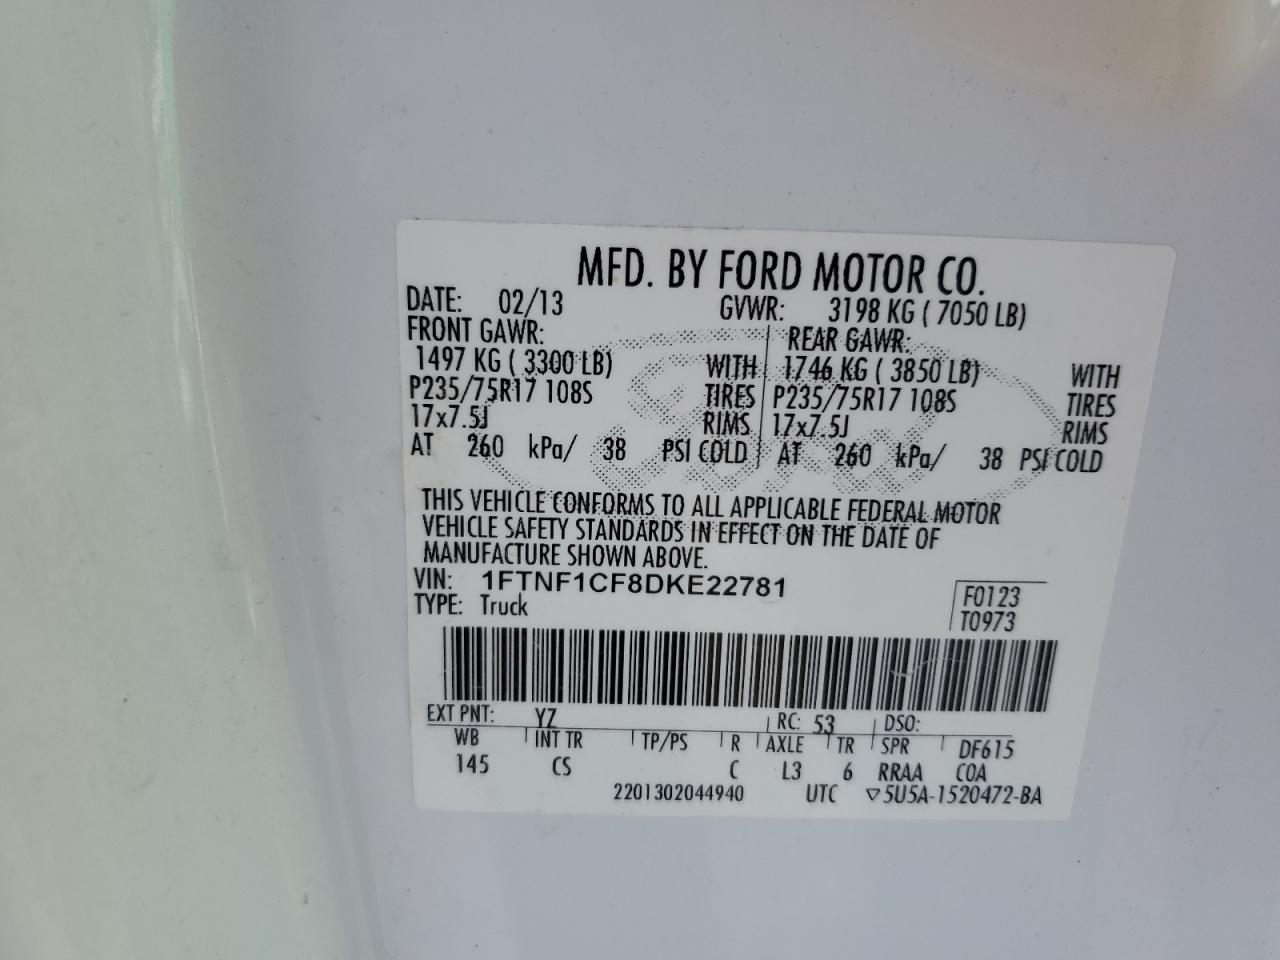 MFD. BY FORD MOTOR CO.
DATE: 02/13 GVWR: 3198 KG ( 7050 LB)
FRONT GAWR: REAR GAWR:
1497 KG ( 3300 LB) WITH 1746 KG ( 3850 LB) WITH
P235/75R17 108S TIRES P235/75R17 108S TIRES
17x7.5J RIMS 17x7.5J RIMS
AT 260 kPa/ 38 PSI COLD AT 260 kPa/ 38 PSI COLD
THIS VEHICLE CONFORMS TO ALL APPLICABLE FEDERAL MOTOR
VEHICLE SAFETY STANDARDS IN EFFECT ON THE DATE OF
MANUFACTURE SHOWN ABOVE.
VIN: 1FTNF1CF8DKE22781 F0123
TYPE: Truck T0973
EXT PNT: YZ RC: 53 DSO:
WB INT TR TP/PS R AXLE TR SPR DF615
145 CS C L3 6 RRAA COA
2201302044940 UTC ▽5U5A-1520472-BA
Ford